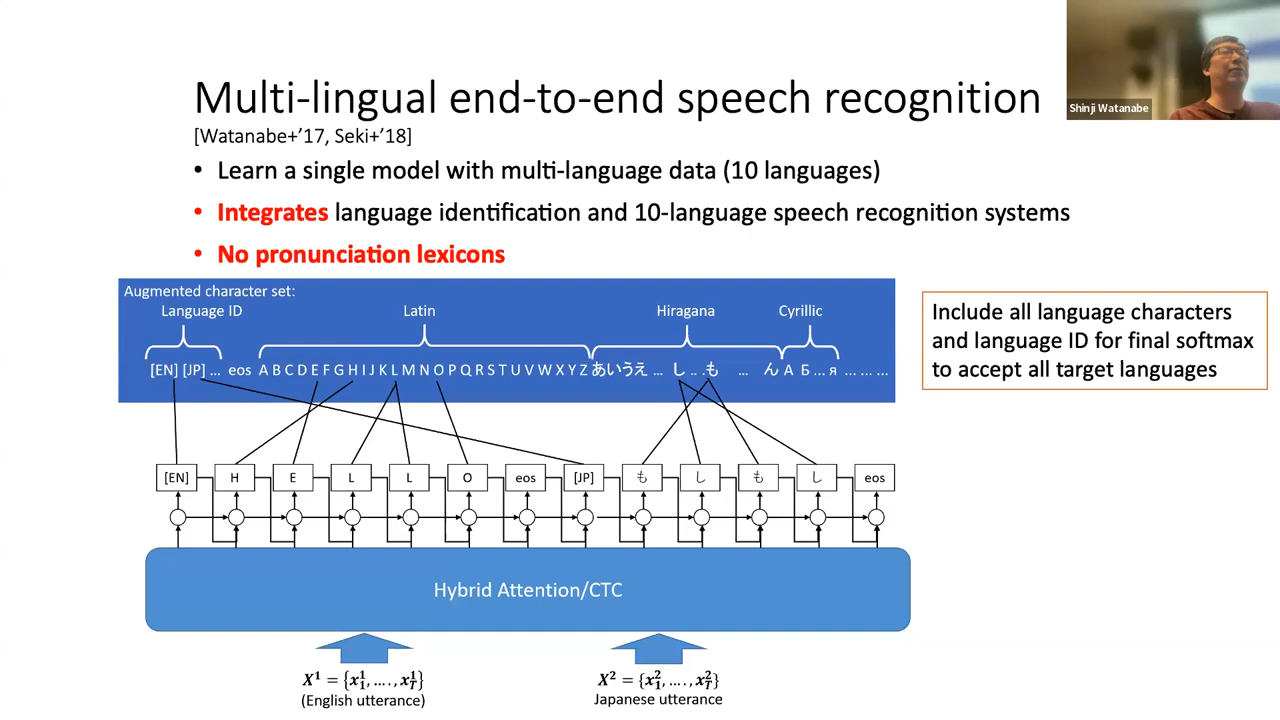 Shinji Watanabe
Multi-lingual end-to-end speech recognition
[Watanabe+’17, Seki+’18]
• Learn a single model with multi-language data (10 languages)
• Integrates language identification and 10-language speech recognition systems
• No pronunciation lexicons
Augmented character set:
Language ID Latin Hiragana Cyrillic
[EN] [JP] ... eos A B C D E F G H I J K L M N O P Q R S T U V W X Y Z あいうえ ... し .. .も ... ん А Б ... я ... ... ...
Include all language characters
and language ID for final softmax
to accept all target languages
[EN] H E L L O eos [JP] も し も し eos
Hybrid Attention/CTC
X¹ = {x₁¹, …., x_T¹}
(English utterance)
X² = {x₁², …., x_T²}
Japanese utterance